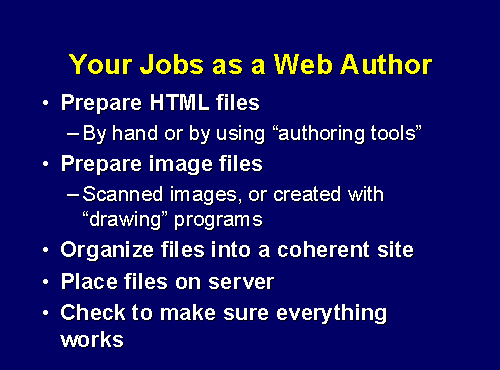 Your Jobs as a Web Author
• Prepare HTML files
–By hand or by using “authoring tools”
• Prepare image files
–Scanned images, or created with
“drawing” programs
• Organize files into a coherent site
• Place files on server
• Check to make sure everything
works